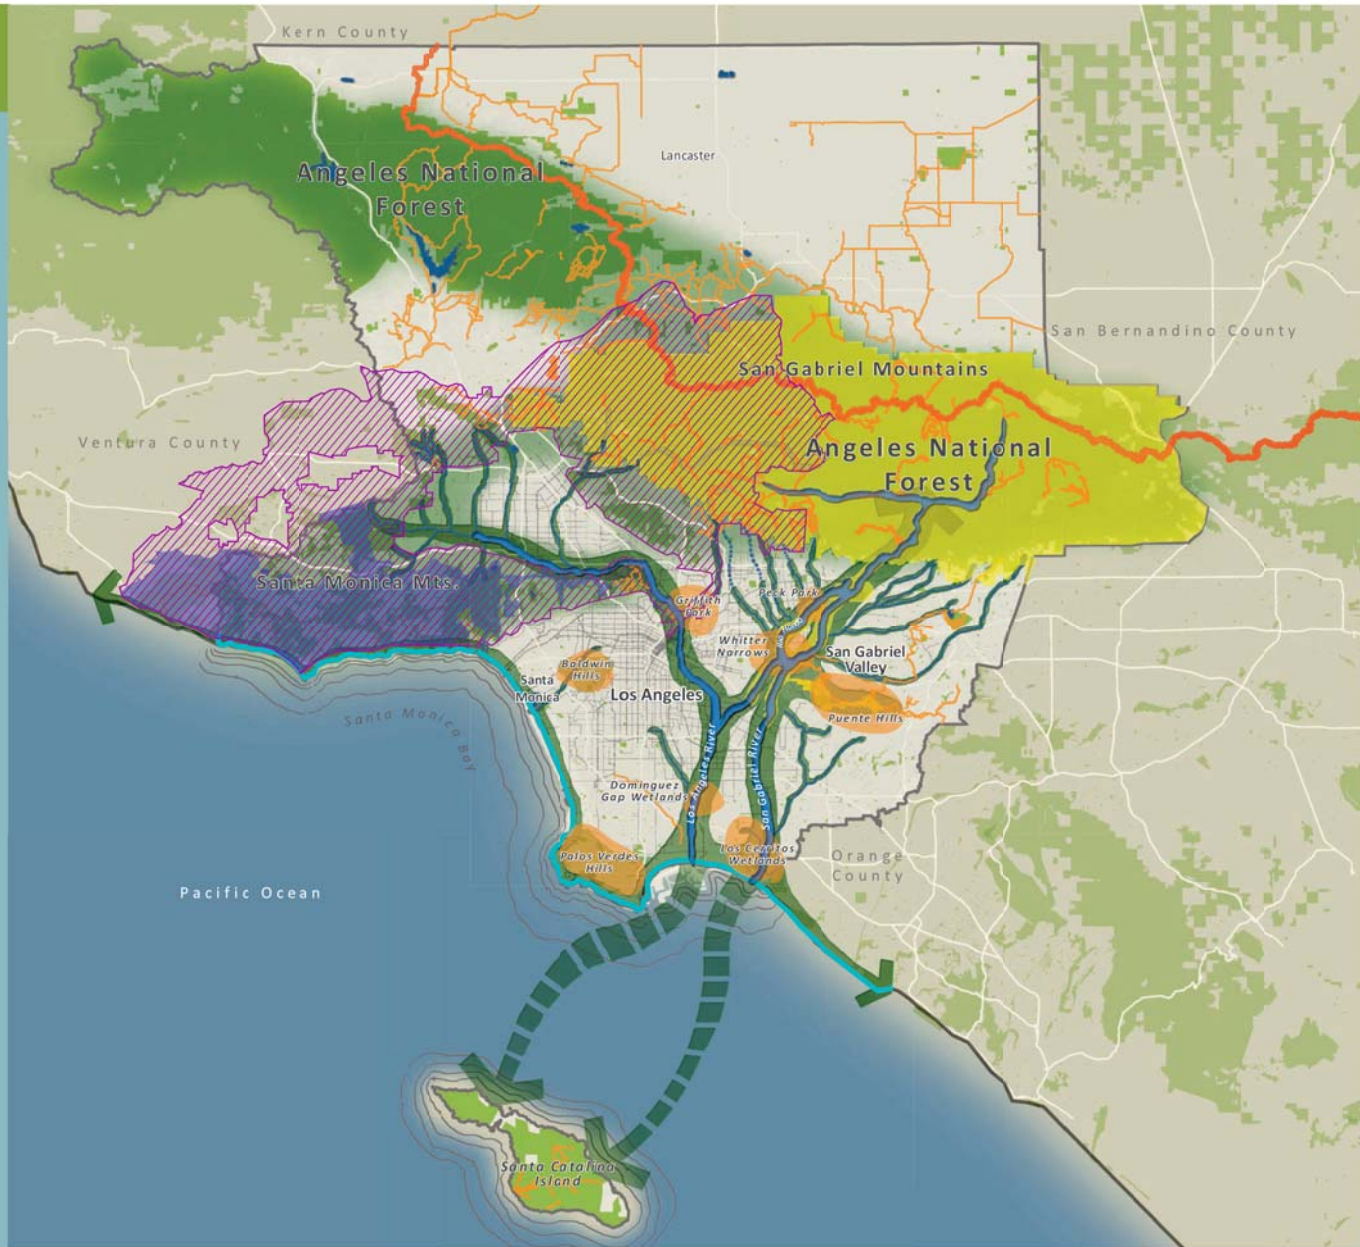 Kern County
Lancaster
Angeles National
Forest
San Bernandino County
San Gabriel Mountains
Ventura County
Angeles National
Forest
Santa Monica Mts.
Peck Park
Griffith
Park
Whitter
Narrows
San Gabriel
Valley
Baldwin
Hills
Santa
Monica
Los Angeles
Puente Hills
Santa Monica Bay
Los Angeles River
San Gabriel River
Dominguez
Gap Wetlands
Palos Verdes
Hills
Los Cerritos
Wetlands
Orange
County
Pacific Ocean
Santa Catalina
Island